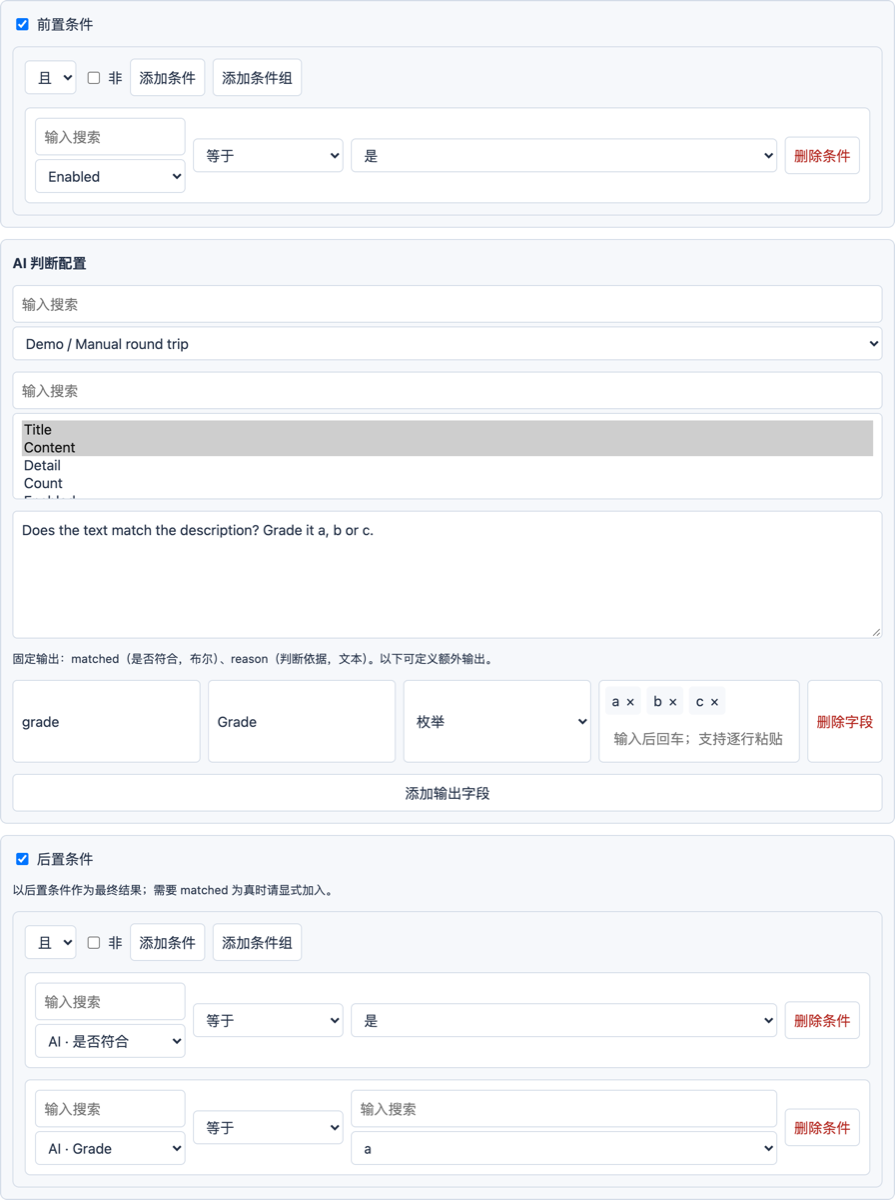 前置条件
且 非 添加条件 添加条件组
输入搜索
Enabled
等于 是 删除条件
AI 判断配置
输入搜索
Demo / Manual round trip
输入搜索
Title
Content
Detail
Count
Does the text match the description? Grade it a, b or c.
固定输出：matched（是否符合，布尔）、reason（判断依据，文本）。以下可定义额外输出。
grade Grade 枚举 a × b × c × 删除字段
输入后回车；支持逐行粘贴
添加输出字段
后置条件
以后置条件作为最终结果；需要 matched 为真时请显式加入。
且 非 添加条件 添加条件组
输入搜索
AI · 是否符合
等于 是 删除条件
输入搜索
AI · Grade
等于
输入搜索
a
删除条件